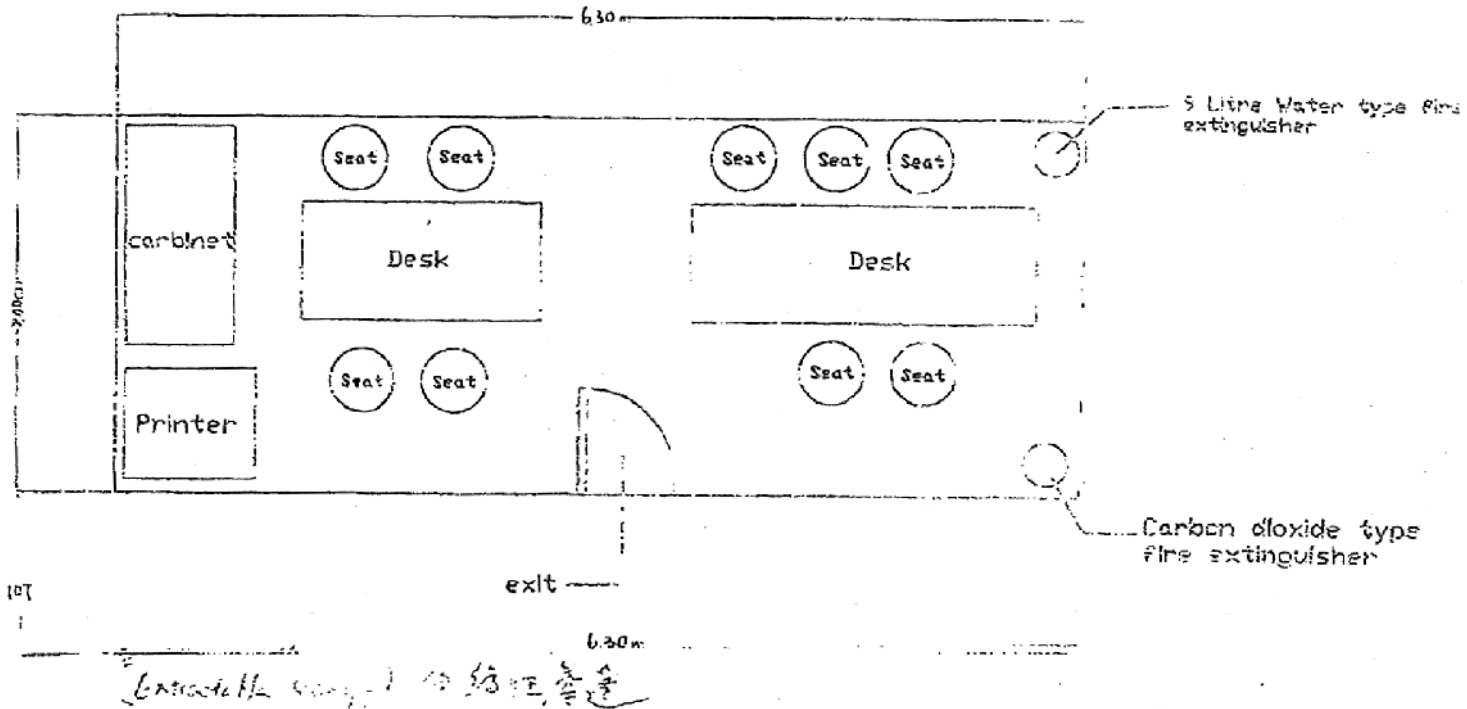 6.30m
5 Litre Water type fire
extinguisher
Seat
Seat
Seat
Seat
Seat
carbinet
Desk
Desk
Seat
Seat
Seat
Seat
Printer
Carbon dioxide type
fire extinguisher
exit
6.30m